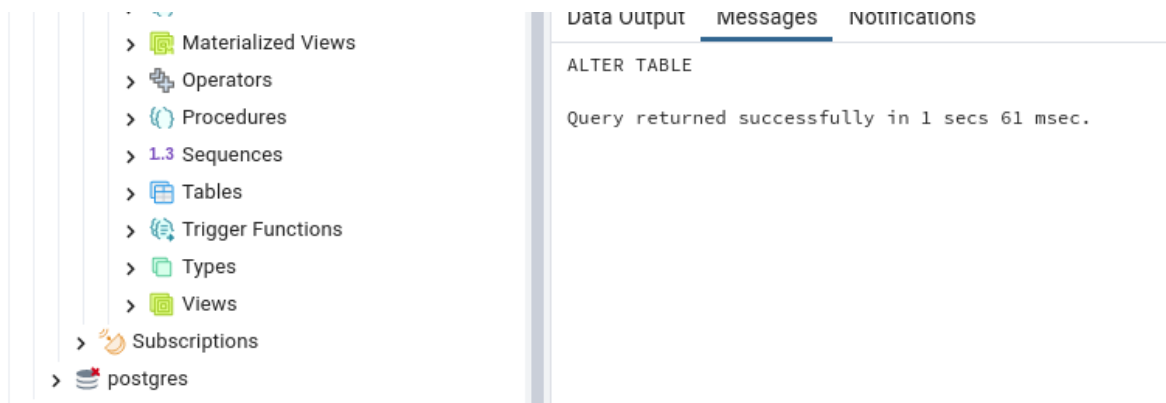 Materialized Views
Operators
Procedures
1..3 Sequences
Tables
Trigger Functions
Types
Views
Subscriptions
postgres
Data Output Messages Notifications
ALTER TABLE
Query returned successfully in 1 secs 61 msec.